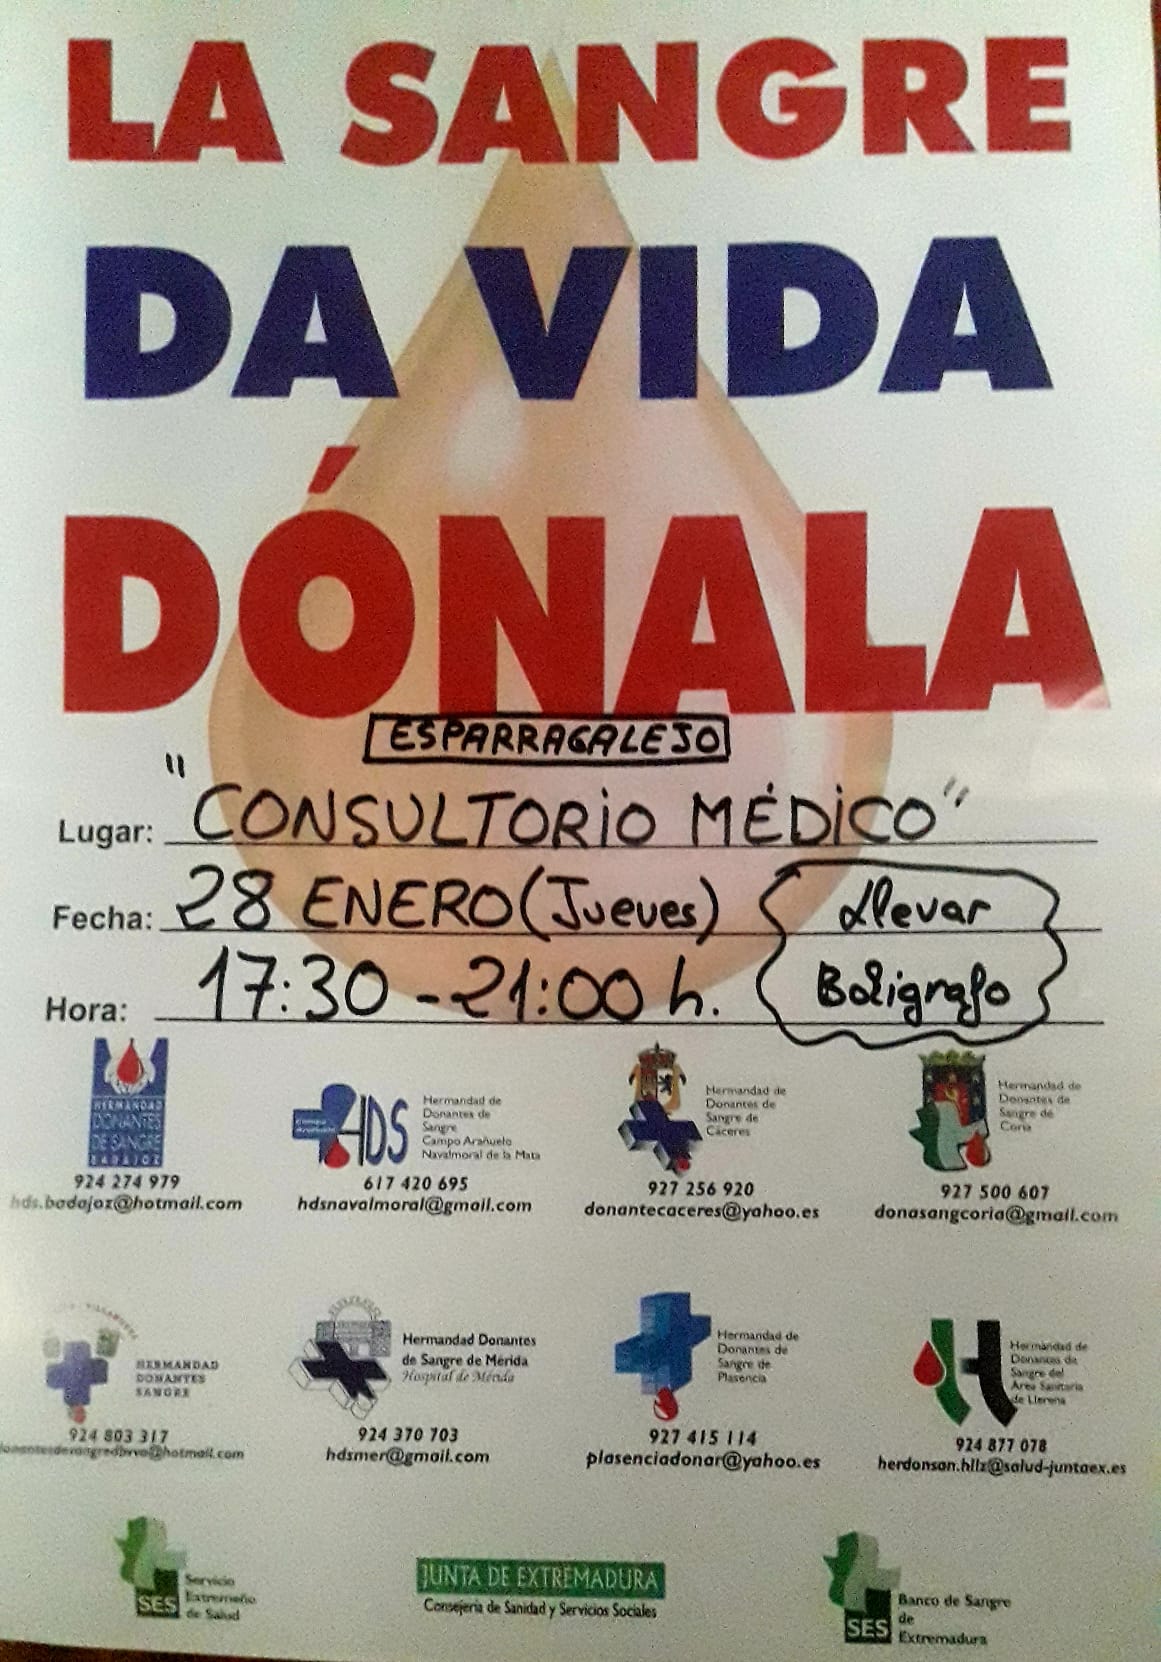 LA SANGRE
DA VIDA
DÓNALA
ESPARRAGALEJO
Lugar: "CONSULTORIO MÉDICO"
Fecha: 28 ENERO (Jueves)
Hora: 17:30 - 21:00 h.
Llevar
Boligrafo
HERMANDAD
DONANTES
DE SANGRE
BADAJOZ
924 274 979
hds.badajoz@hotmail.com
HDS
Hermandad de
Donantes de
Sangre
Campo Arañuelo
Navalmoral de la Mata
617 420 695
hdsnavalmoral@gmail.com
Hermandad de
Donantes de
Sangre de
Cáceres
927 256 920
donantecaceres@yahoo.es
Hermandad de
Donantes de
Sangre de
Coria
927 500 607
donasangcoria@gmail.com
HERMANDAD
DONANTES
SANGRE
924 803 317
Hermandad Donantes
de Sangre de Mérida
Hospital de Mérida
924 370 703
hdsmer@gmail.com
Hermandad de
Donantes de
Sangre de
Plasencia
927 415 114
plasenciadonar@yahoo.es
Hermandad de
Donantes de
Sangre del
Area Sanitaria
de Llerena
924 877 078
herdonsan.hllz@salud-juntaex.es
SES
Servicio
Extremeño
de Salud
JUNTA DE EXTREMADURA
Consejería de Sanidad y Servicios Sociales
SES
Banco de Sangre
de
Extremadura